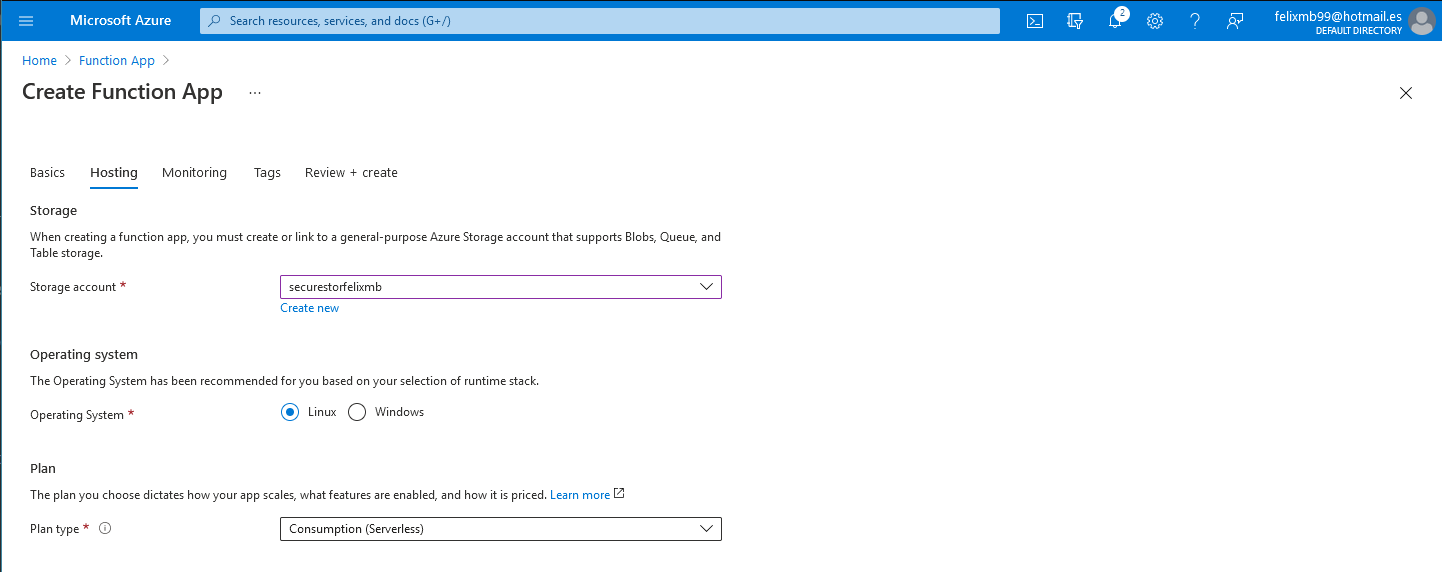 Microsoft Azure
Search resources, services, and docs (G+/)
2
felixmb99@hotmail.es
DEFAULT DIRECTORY
Home > Function App >
Create Function App ...
Basics Hosting Monitoring Tags Review + create
Storage
When creating a function app, you must create or link to a general-purpose Azure Storage account that supports Blobs, Queue, and
Table storage.
Storage account * securestorfelixmb
Create new
Operating system
The Operating System has been recommended for you based on your selection of runtime stack.
Operating System * Linux Windows
Plan
The plan you choose dictates how your app scales, what features are enabled, and how it is priced. Learn more
Plan type * Consumption (Serverless)